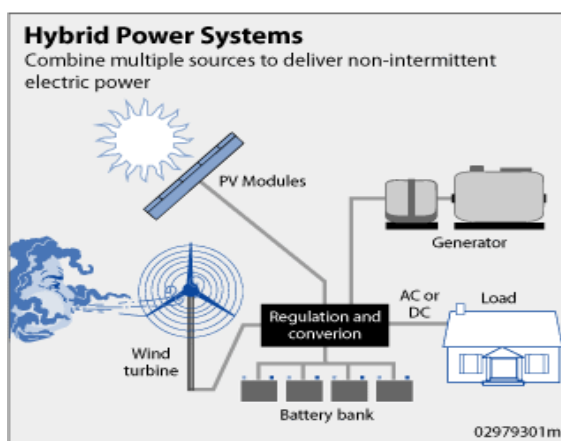 Hybrid Power Systems
Combine multiple sources to deliver non-intermittent
electric power
PV Modules
Generator
Regulation and
converion
AC or
DC
Load
Wind
turbine
Battery bank
02979301m